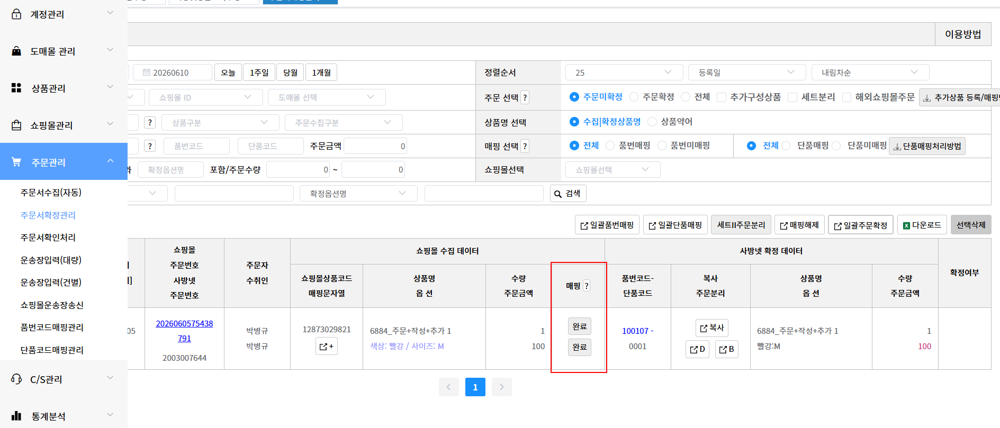 계정관리
도매몰 관리
상품관리
쇼핑몰관리
주문관리
주문서수집(자동)
주문서확정관리
주문서확인처리
운송장입력(대량)
운송장입력(건별)
쇼핑몰운송장송신
품번코드매핑관리
단품코드매핑관리
C/S관리
통계분석
이용방법
20260610 오늘 1주일 당월 1개월 정렬순서 25 등록일 내림차순
쇼핑몰 ID 도매몰 선택 주문 선택 ? 주문미확정 주문확정 전체 추가구성상품 세트분리 해외쇼핑몰주문 추가상품 등록/매핑
? 상품구분 주문수집구분 상품명 선택 수집|확정상품명 상품약어
? 품번코드 단품코드 주문금액 0 매핑 선택 ? 전체 품번매핑 품번미매핑 전체 단품매핑 단품미매핑 단품매핑처리방법
확정옵션명 포함/주문수량 0 ~ 0 쇼핑몰선택 쇼핑몰선택
확정옵션명 검색
일괄품번매핑 일괄단품매핑 세트II주문분리 매핑해제 일괄주문확정 다운로드 선택삭제
쇼핑몰 수집 데이터 사방넷 확정 데이터
쇼핑몰
주문번호
사방넷
주문번호
주문자
수취인
쇼핑몰상품코드
매핑문자열
상품명
옵 션
수량
주문금액
매핑 ?
품번코드-
단품코드
복사
주문분리
상품명
옵 션
수량
주문금액
확정여부
05
2026060575438
791
2003007644
박병규
박병규
12873029821
+
6884_주문+작성+추가 1
색상: 빨강 / 사이즈: M
1
100
완료
완료
100107 -
0001
복사
D B
6884_주문+작성+추가 1
빨강:M
1
100
1